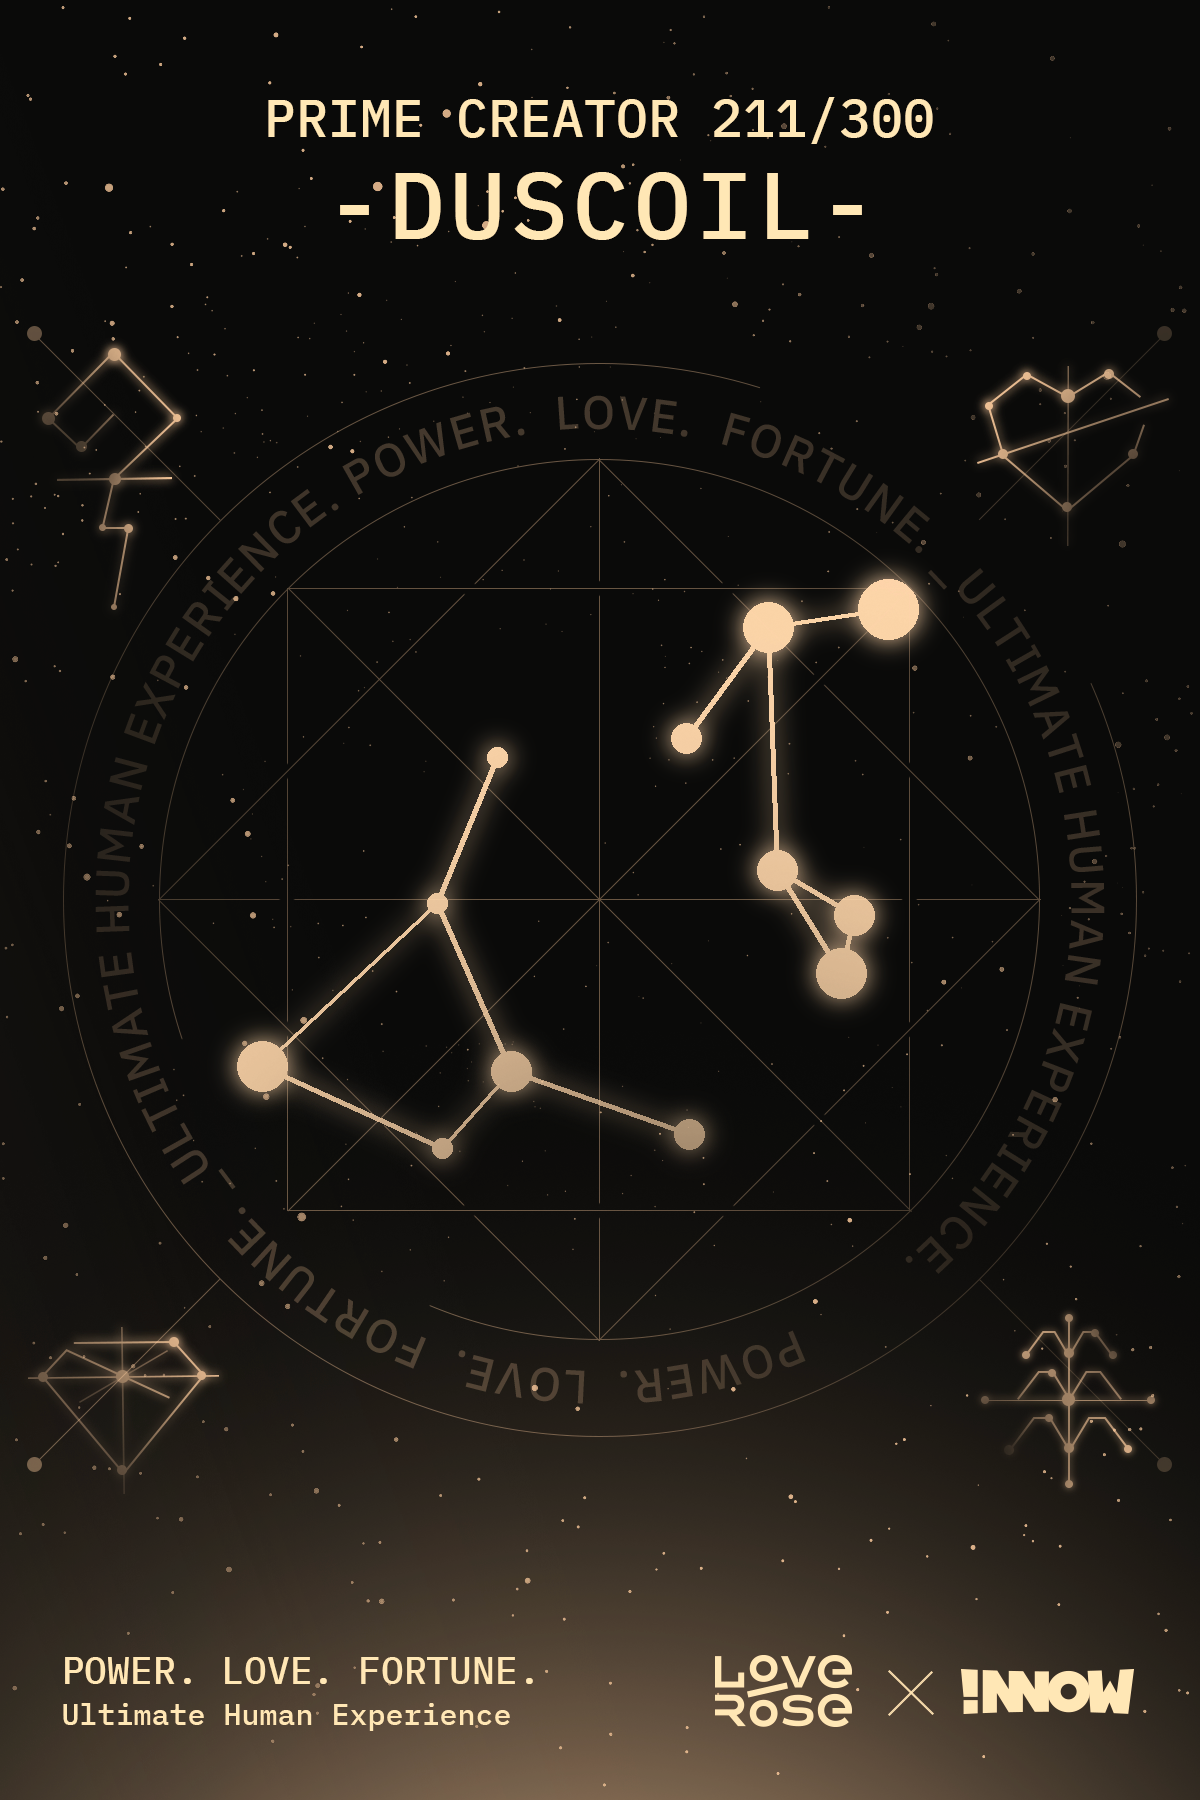 PRIME CREATOR 211/300
-DUSCOIL-
POWER. LOVE. FORTUNE. – ULTIMATE HUMAN EXPERIENCE.
POWER. LOVE. FORTUNE. – ULTIMATE HUMAN EXPERIENCE.
POWER. LOVE. FORTUNE.
Ultimate Human Experience
LOVE
ROSE
!NNOW